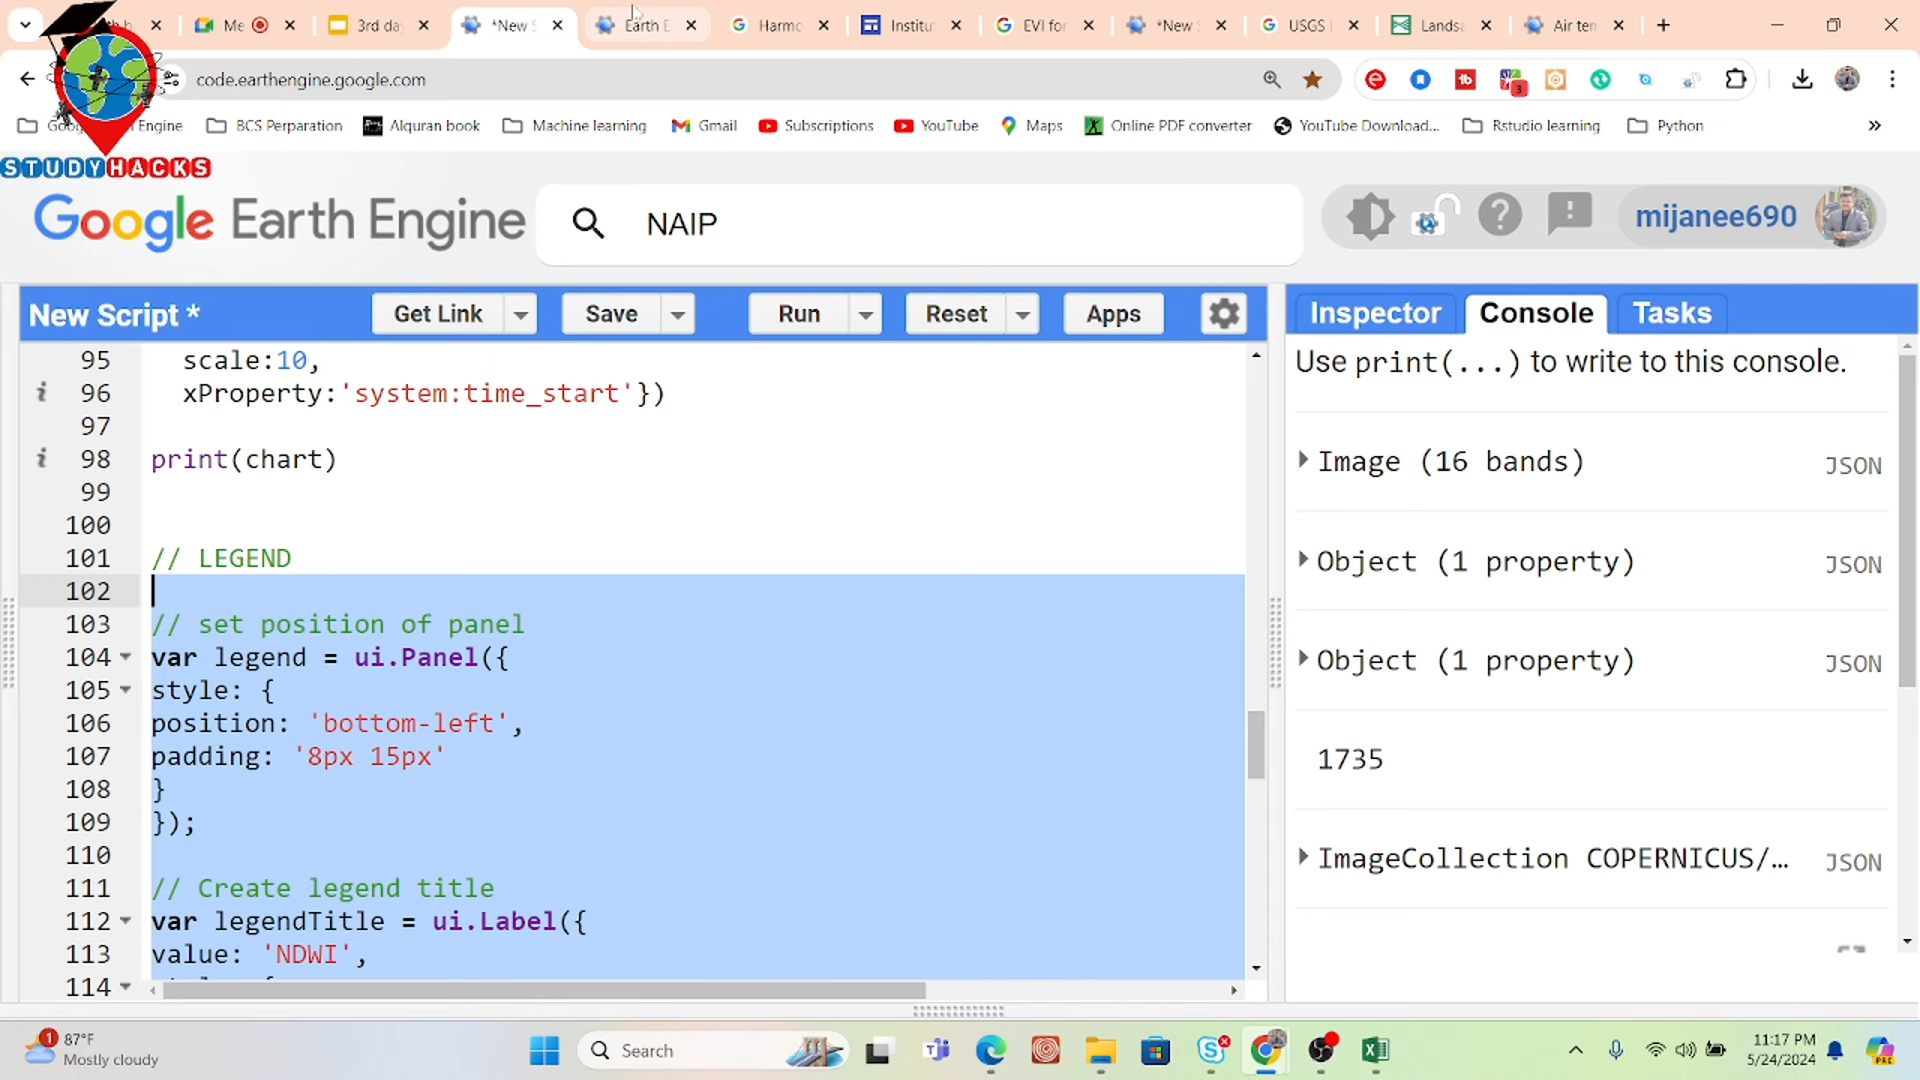 Me
3rd da
*New S
Earth E
Harmo
Institu
EVI for
*New S
USGS
Landsa
Air ten
code.earthengine.google.com
3
Engine
BCS Perparation
Alquran book
Machine learning
Gmail
Subscriptions
YouTube
Maps
Online PDF converter
YouTube Download...
Rstudio learning
Python
STUDYHACKS
Google Earth Engine
NAIP
mijanee690
New Script *
Get Link
Save
Run
Reset
Apps
Inspector
Console
Tasks
95 scale:10,
i 96 xProperty:'system:time_start'})
97
i 98 print(chart)
99
100
101 // LEGEND
102
103 // set position of panel
104 var legend = ui.Panel({
105 style: {
106 position: 'bottom-left',
107 padding: '8px 15px'
108 }
109 });
110
111 // Create legend title
112 var legendTitle = ui.Label({
113 value: 'NDWI',
114
Use print(...) to write to this console.
Image (16 bands) JSON
Object (1 property) JSON
Object (1 property) JSON
1735
ImageCollection COPERNICUS/… JSON
1
87°F
Mostly cloudy
Search
11:17 PM
5/24/2024
PRE